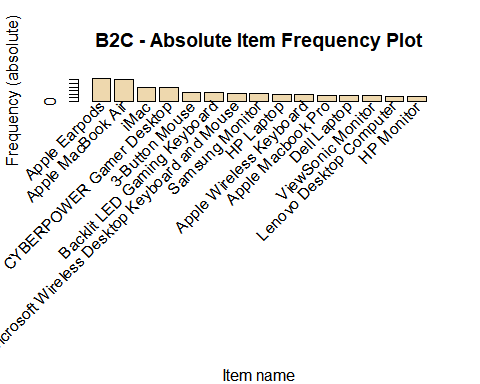 B2C - Absolute Item Frequency Plot
Frequency (absolute)
0
Apple Earpods
Apple MacBook Air
iMac
CYBERPOWER Gamer Desktop
3-Button Mouse
Backlit LED Gaming Keyboard
Wireless Desktop Keyboard and Mouse
Samsung Monitor
HP Laptop
Apple Wireless Keyboard
Apple Macbook Pro
Dell Laptop
ViewSonic Monitor
Lenovo Desktop Computer
HP Monitor
Item name